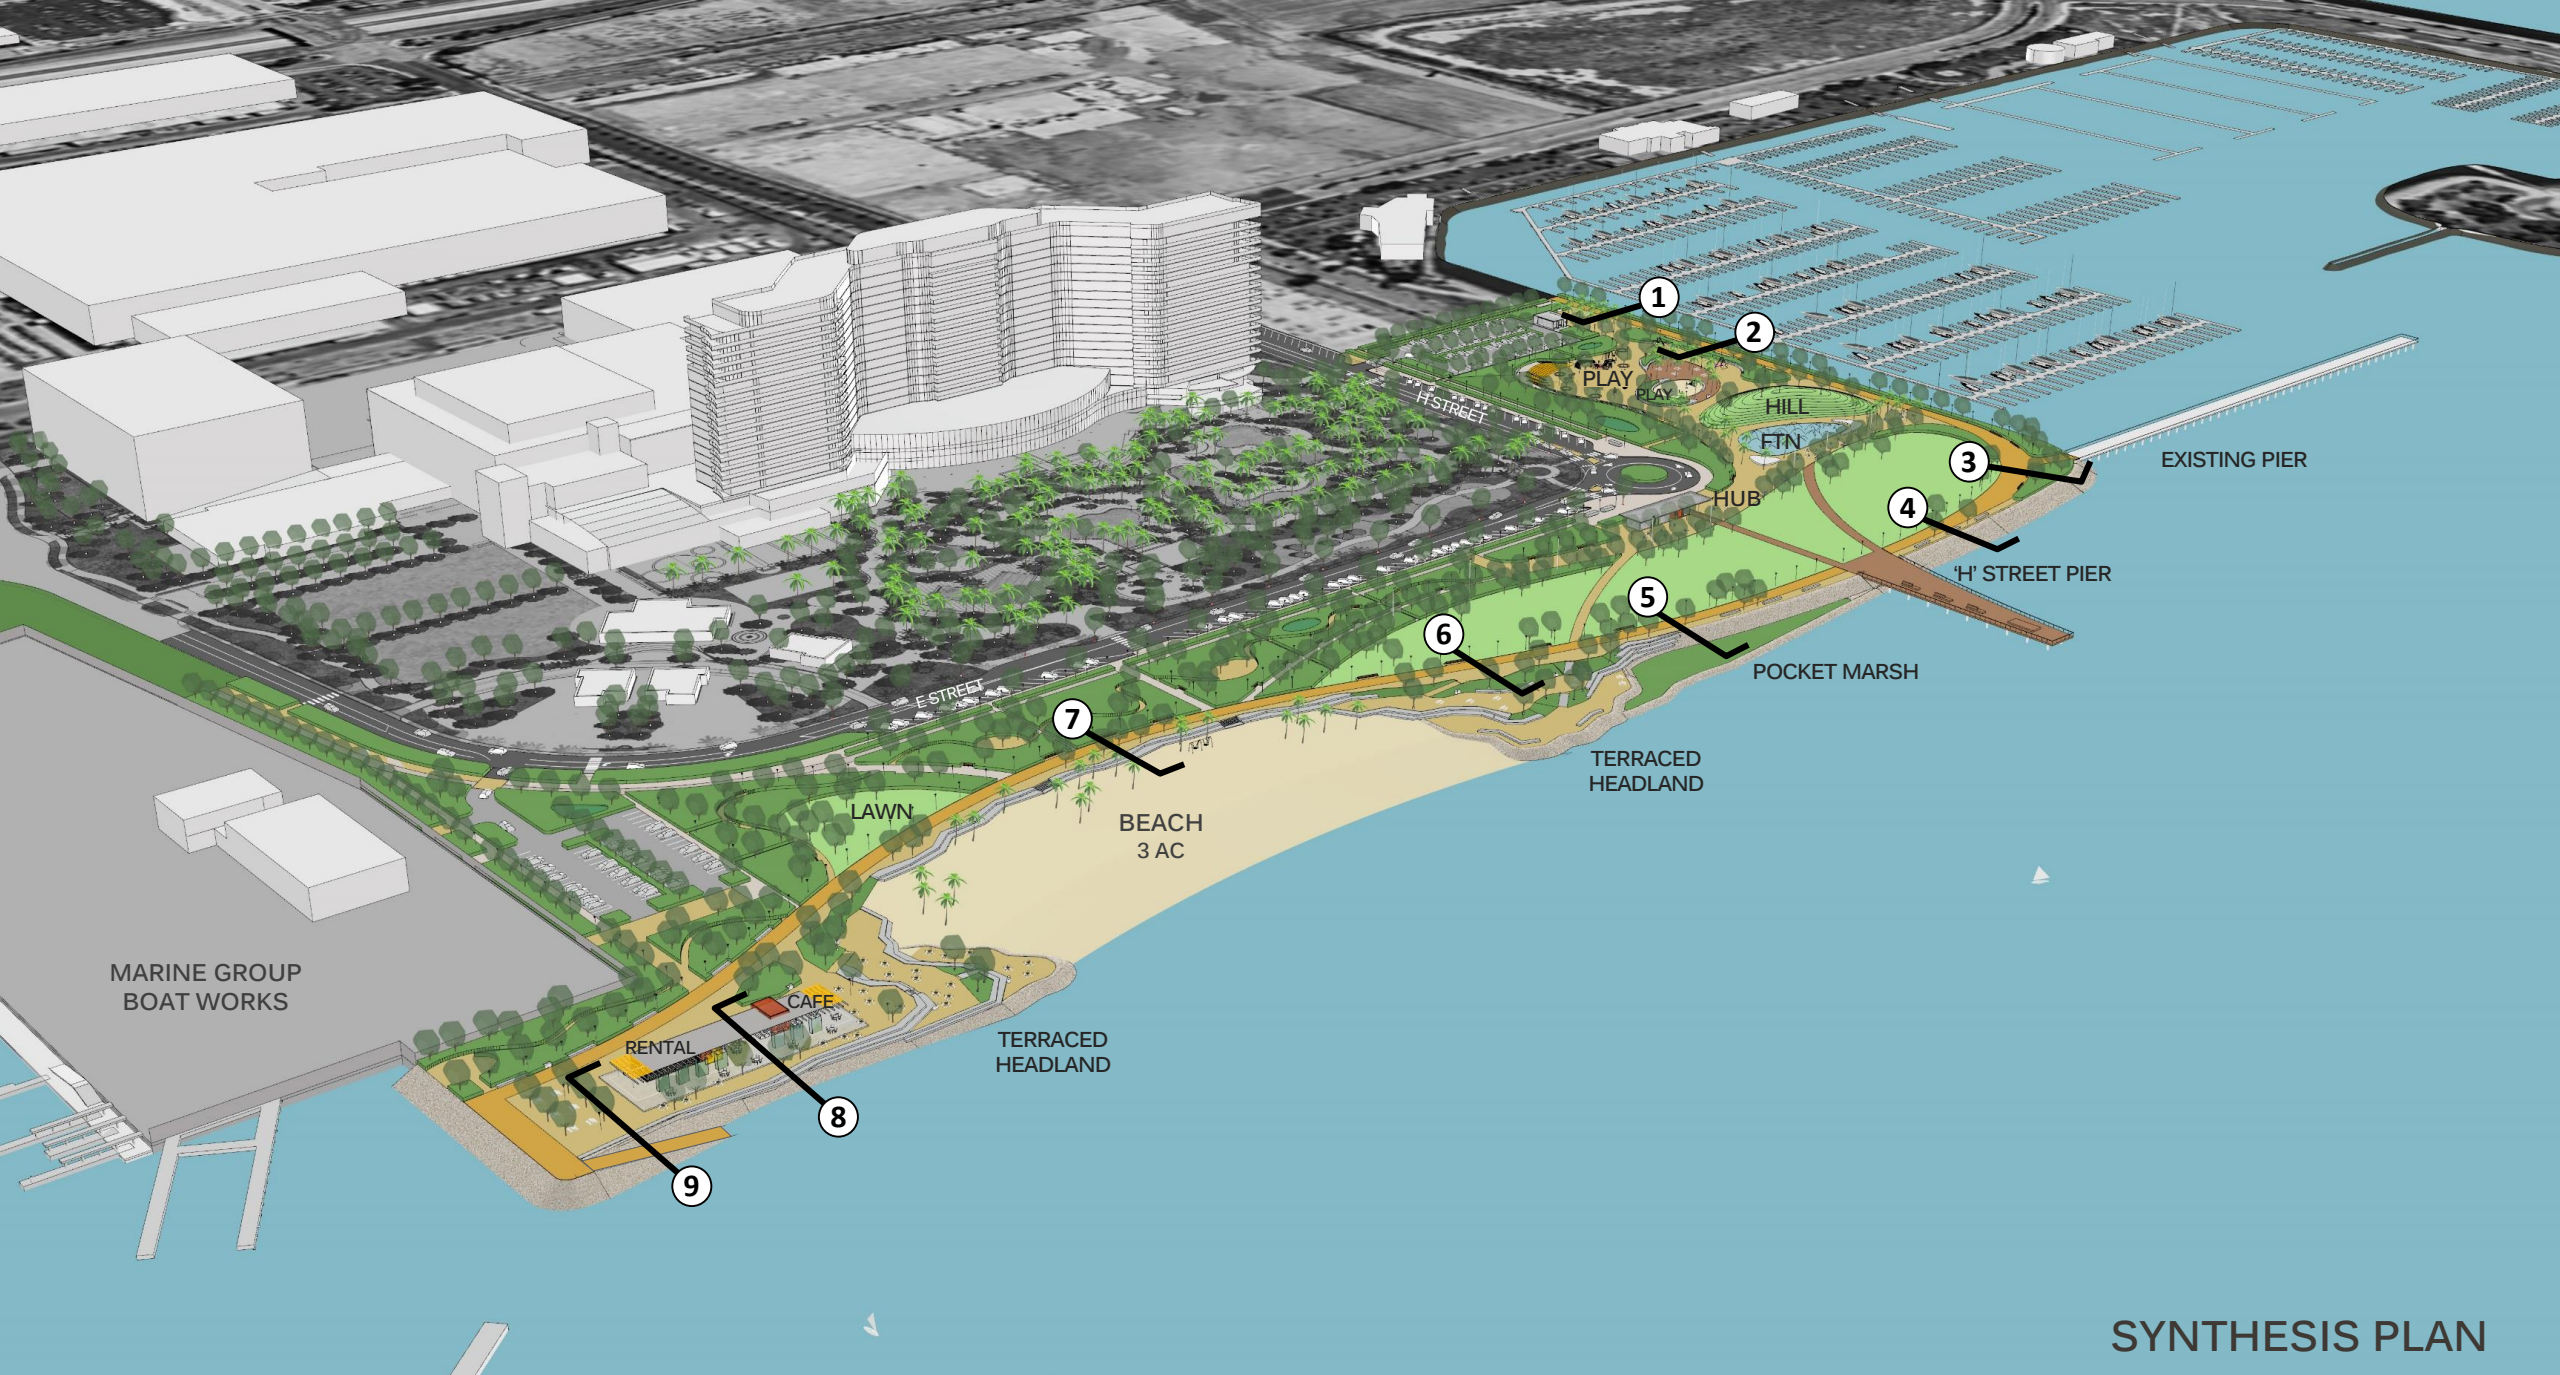 1
2
PLAY
PLAY
H STREET
HILL
FTN
3
EXISTING PIER
HUB
4
'H' STREET PIER
5
6
POCKET MARSH
E STREET
7
TERRACED
HEADLAND
LAWN
BEACH
3 AC
MARINE GROUP
BOAT WORKS
CAFE
RENTAL
TERRACED
HEADLAND
8
9
SYNTHESIS PLAN